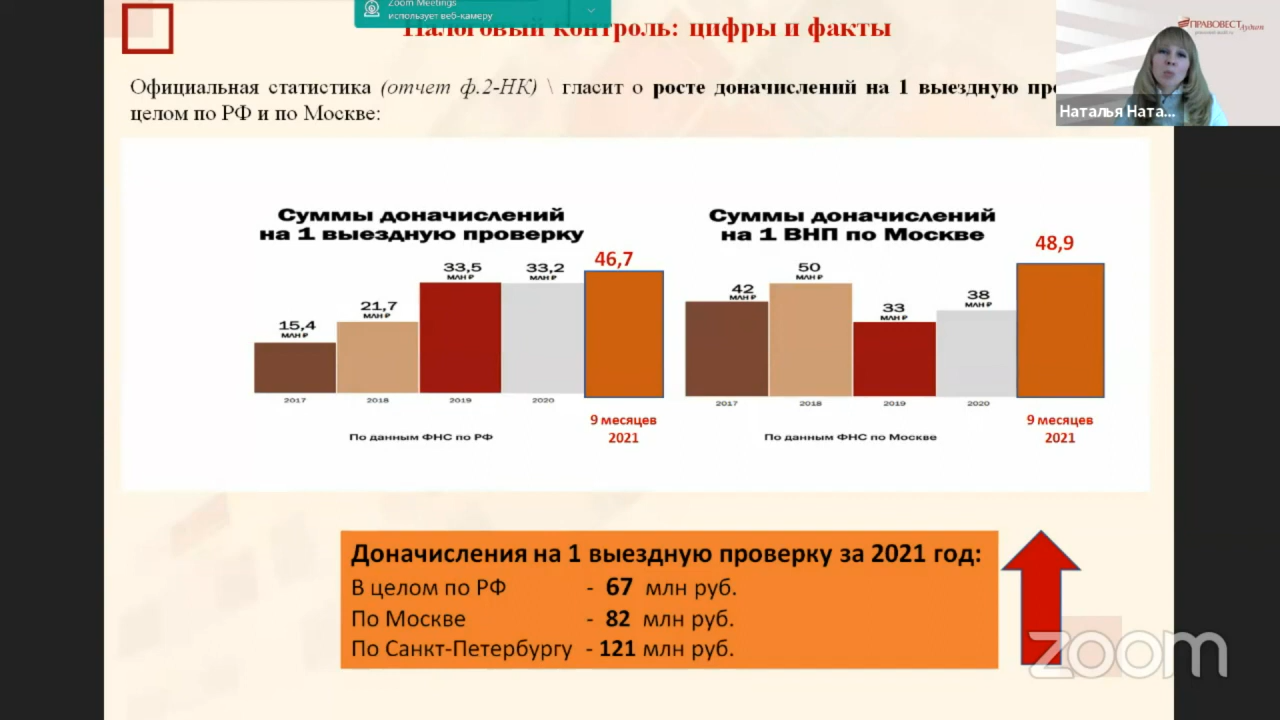 Zoom Meetings
использует веб-камеру
Налоговый контроль: цифры и факты
ПРАВОВЕСТ Аудит
Наталья Ната...
Официальная статистика (отчет ф.2-НК) \ гласит о росте доначислений на 1 выездную
целом по РФ и по Москве:
Суммы доначислений
на 1 выездную проверку
15,4
млн ₽
21,7
млн ₽
33,5
млн ₽
33,2
млн ₽
46,7
2017
2018
2019
2020
9 месяцев
2021
По данным ФНС по РФ
Суммы доначислений
на 1 ВНП по Москве
42
млн ₽
50
млн ₽
33
млн ₽
38
млн ₽
48,9
2017
2018
2019
2020
9 месяцев
2021
По данным ФНС по Москве
Доначисления на 1 выездную проверку за 2021 год:
В целом по РФ - 67 млн руб.
По Москве - 82 млн руб.
По Санкт-Петербургу - 121 млн руб.
zoom